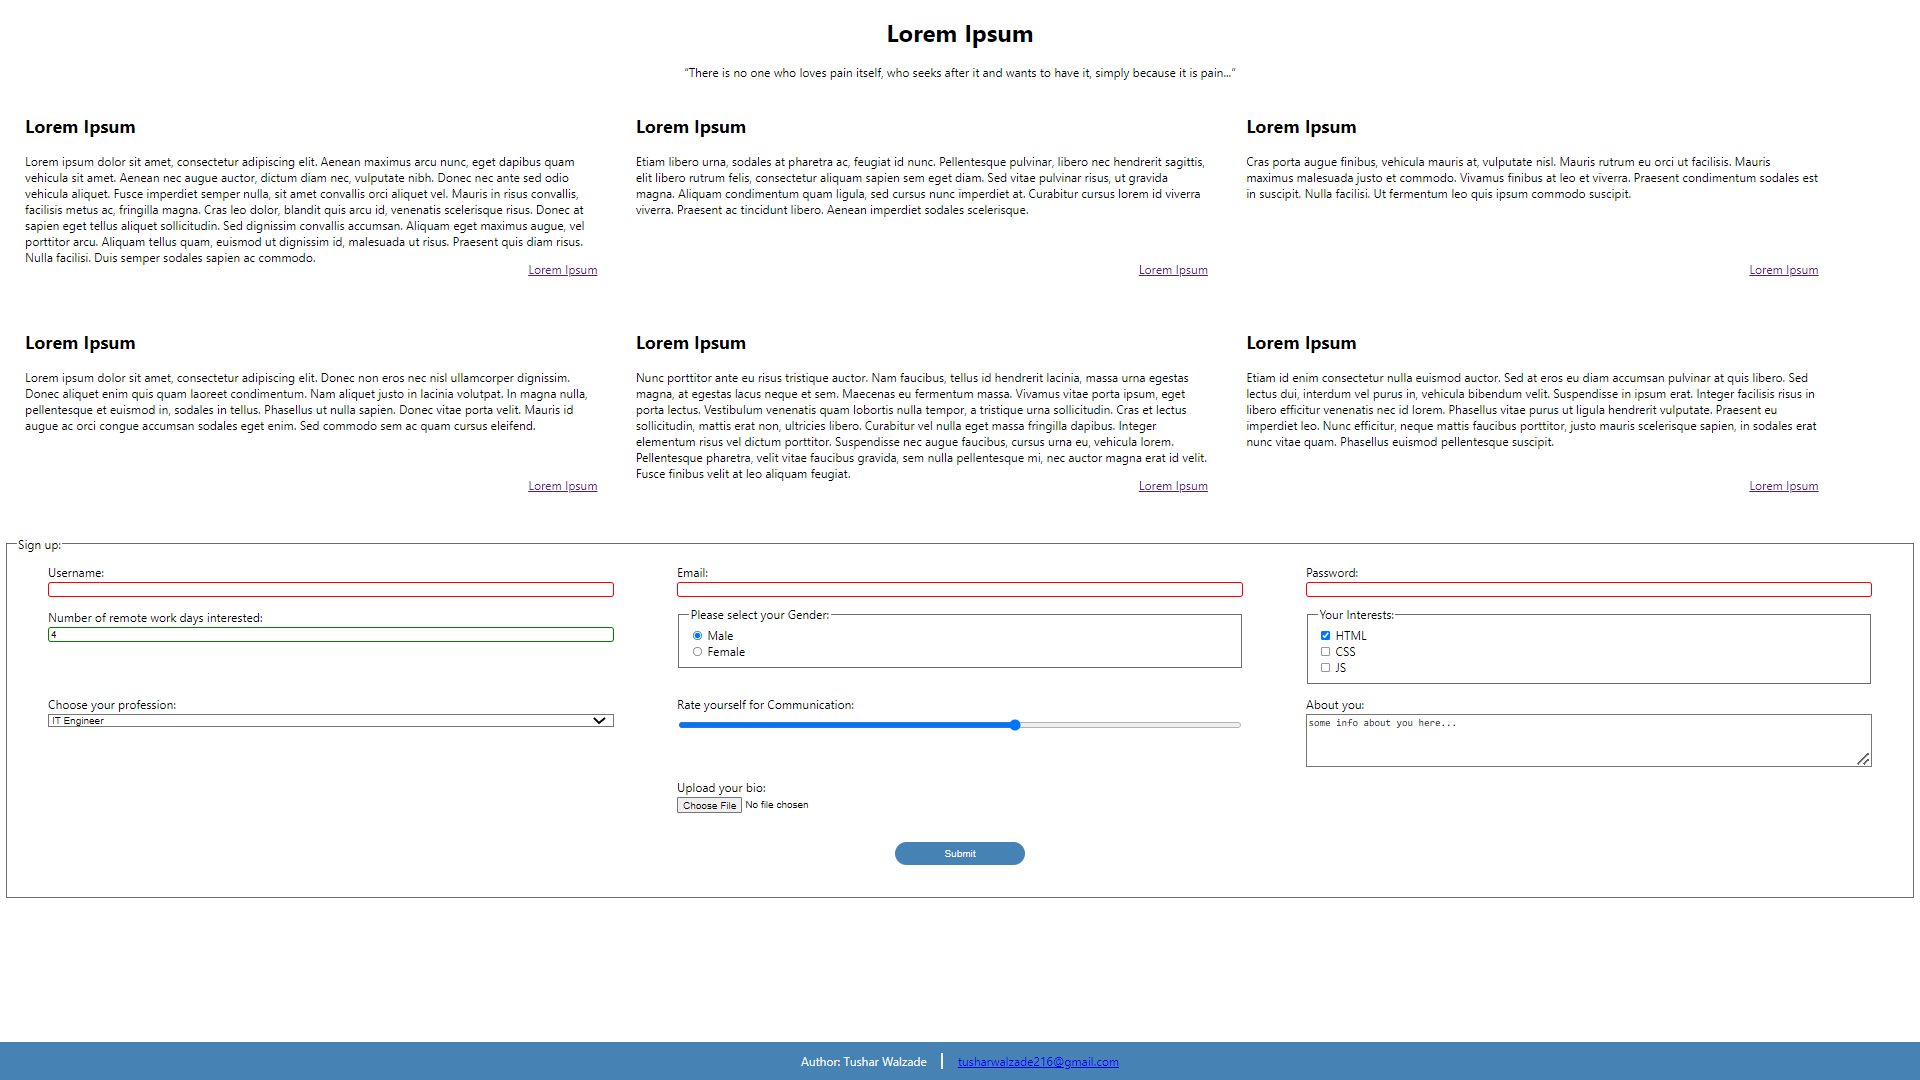 Lorem Ipsum
“There is no one who loves pain itself, who seeks after it and wants to have it, simply because it is pain...”
Lorem Ipsum
Lorem ipsum dolor sit amet, consectetur adipiscing elit. Aenean maximus arcu nunc, eget dapibus quam
vehicula sit amet. Aenean nec augue auctor, dictum diam nec, vulputate nibh. Donec nec ante sed odio
vehicula aliquet. Fusce imperdiet semper nulla, sit amet convallis orci aliquet vel. Mauris in risus convallis,
facilisis metus ac, fringilla magna. Cras leo dolor, blandit quis arcu id, venenatis scelerisque risus. Donec at
sapien eget tellus aliquet sollicitudin. Sed dignissim convallis accumsan. Aliquam eget maximus augue, vel
porttitor arcu. Aliquam tellus quam, euismod ut dignissim id, malesuada ut risus. Praesent quis diam risus.
Nulla facilisi. Duis semper sodales sapien ac commodo.
Lorem Ipsum
Lorem Ipsum
Etiam libero urna, sodales at pharetra ac, feugiat id nunc. Pellentesque pulvinar, libero nec hendrerit sagittis,
elit libero rutrum felis, consectetur aliquam sapien sem eget diam. Sed vitae pulvinar risus, ut gravida
magna. Aliquam condimentum quam ligula, sed cursus nunc imperdiet at. Curabitur cursus lorem id viverra
viverra. Praesent ac tincidunt libero. Aenean imperdiet sodales scelerisque.
Lorem Ipsum
Lorem Ipsum
Cras porta augue finibus, vehicula mauris at, vulputate nisl. Mauris rutrum eu orci ut facilisis. Mauris
maximus malesuada justo et commodo. Vivamus finibus at leo et viverra. Praesent condimentum sodales est
in suscipit. Nulla facilisi. Ut fermentum leo quis ipsum commodo suscipit.
Lorem Ipsum
Lorem Ipsum
Lorem ipsum dolor sit amet, consectetur adipiscing elit. Donec non eros nec nisl ullamcorper dignissim.
Donec aliquet enim quis quam laoreet condimentum. Nam aliquet justo in lacinia volutpat. In magna nulla,
pellentesque et euismod in, sodales in tellus. Phasellus ut nulla sapien. Donec vitae porta velit. Mauris id
augue ac orci congue accumsan sodales eget enim. Sed commodo sem ac quam cursus eleifend.
Lorem Ipsum
Lorem Ipsum
Nunc porttitor ante eu risus tristique auctor. Nam faucibus, tellus id hendrerit lacinia, massa urna egestas
magna, at egestas lacus neque et sem. Maecenas eu fermentum massa. Vivamus vitae porta ipsum, eget
porta lectus. Vestibulum venenatis quam lobortis nulla tempor, a tristique urna sollicitudin. Cras et lectus
sollicitudin, mattis erat non, ultricies libero. Curabitur vel nulla eget massa fringilla dapibus. Integer
elementum risus vel dictum porttitor. Suspendisse nec augue faucibus, cursus urna eu, vehicula lorem.
Pellentesque pharetra, velit vitae faucibus gravida, sem nulla pellentesque mi, nec auctor magna erat id velit.
Fusce finibus velit at leo aliquam feugiat.
Lorem Ipsum
Lorem Ipsum
Etiam id enim consectetur nulla euismod auctor. Sed at eros eu diam accumsan pulvinar at quis libero. Sed
lectus dui, interdum vel purus in, vehicula bibendum velit. Suspendisse in ipsum erat. Integer facilisis risus in
libero efficitur venenatis nec id lorem. Phasellus vitae purus ut ligula hendrerit vulputate. Praesent eu
imperdiet leo. Nunc efficitur, neque mattis faucibus porttitor, justo mauris scelerisque sapien, in sodales erat
nunc vitae quam. Phasellus euismod pellentesque suscipit.
Lorem Ipsum
Sign up:
Username:
Email:
Password:
Number of remote work days interested:
4
Please select your Gender:
Male
Female
Your Interests:
HTML
CSS
JS
Choose your profession:
IT Engineer
Rate yourself for Communication:
About you:
some info about you here...
Upload your bio:
Choose File No file chosen
Submit
Author: Tushar Walzade
tusharwalzade216@gmail.com